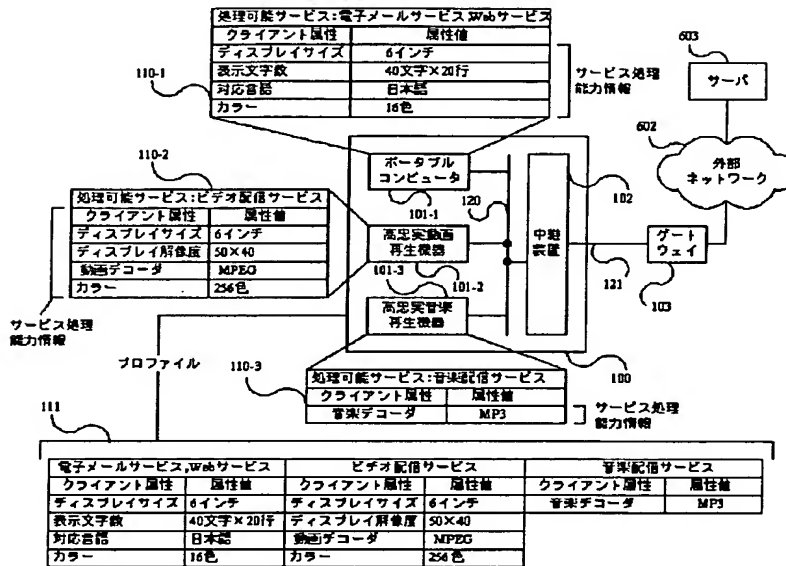 処理可能サービス:電子メールサービス,Webサービス
クライアント属性 属性値
ディスプレイサイズ 6インチ
表示文字数 40文字×20行
対応言語 日本語
カラー 16色
サービス処理
能力情報
110-1
603
サーバ
602
外部
ネットワーク
110-2
処理可能サービス:ビデオ配信サービス
クライアント属性 属性値
ディスプレイサイズ 6インチ
ディスプレイ解像度 50×40
動画デコーダ MPEG
カラー 256色
サービス処理
能力情報
ポータブル
コンピュータ
101-1
120
102
高忠実動画
再生機器
101-2
101-3
高忠実音楽
再生機器
中継
装置
121
ゲート
ウェイ
103
100
プロファイル
110-3
処理可能サービス:音楽配信サービス
クライアント属性 属性値
音楽デコーダ MP3
サービス処理
能力情報
111
電子メールサービス,Webサービス ビデオ配信サービス 音楽配信サービス
クライアント属性 属性値 クライアント属性 属性値 クライアント属性 属性値
ディスプレイサイズ 6インチ ディスプレイサイズ 6インチ 音楽デコーダ MP3
表示文字数 40文字×20行 ディスプレイ解像度 50×40
対応言語 日本語 動画デコーダ MPEG
カラー 16色 カラー 256色